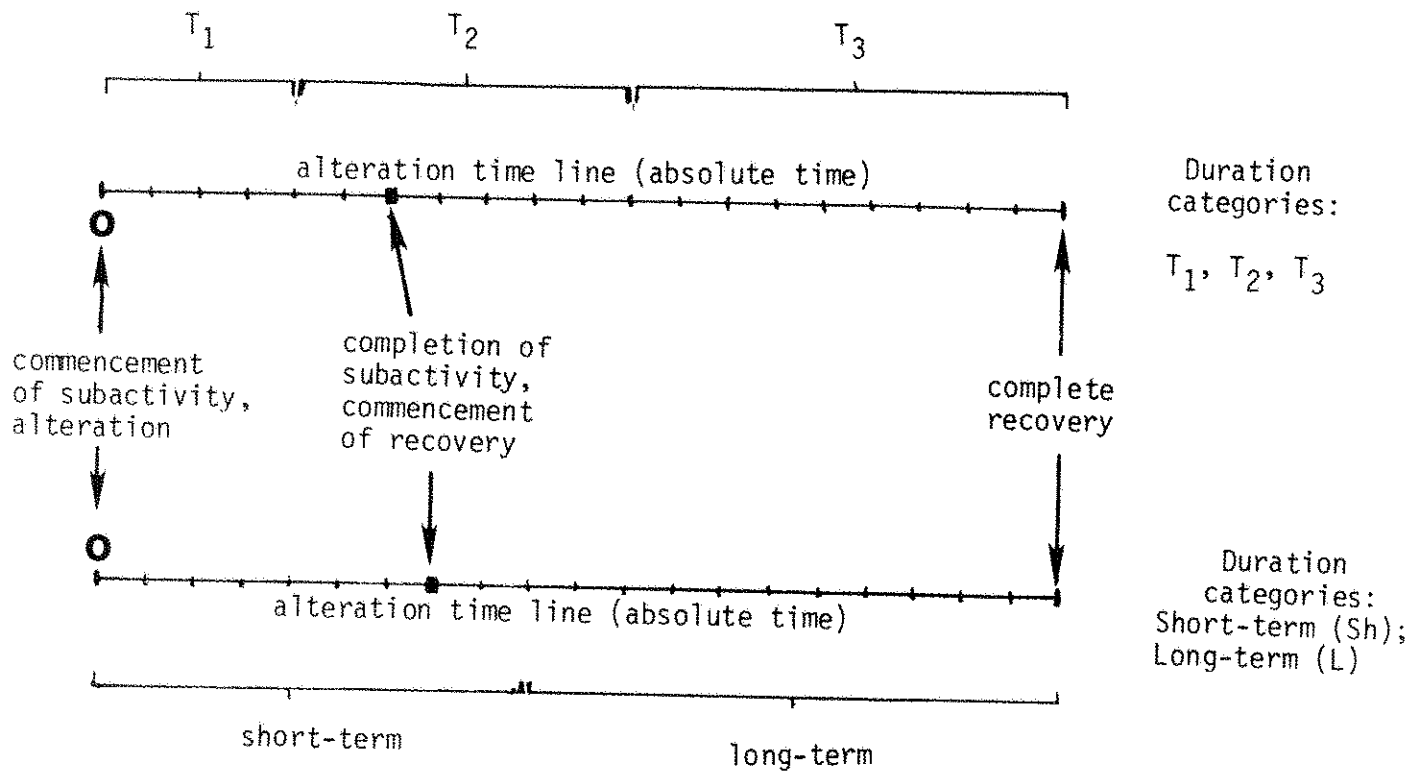 T1
T2
T3
alteration time line (absolute time)
O
Duration
categories:
T1, T2, T3
commencement
of subactivity,
alteration
completion of
subactivity,
commencement
of recovery
complete
recovery
O
alteration time line (absolute time)
Duration
categories:
Short-term (Sh);
Long-term (L)
short-term
long-term